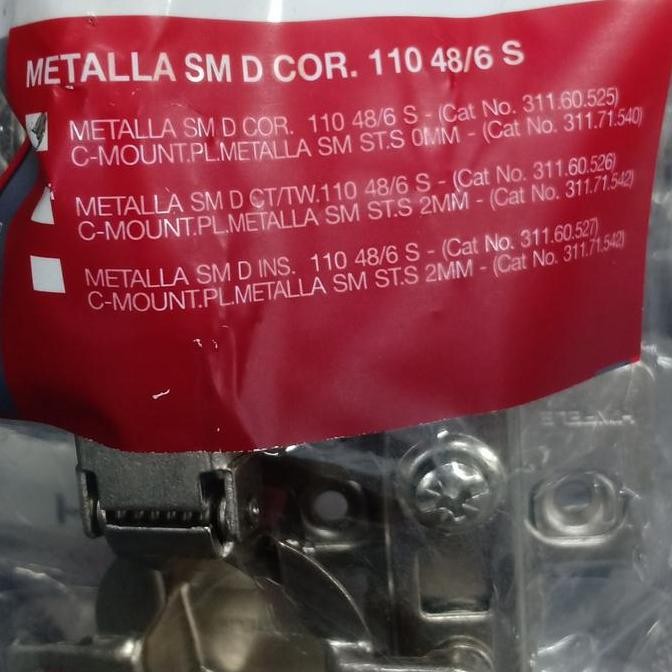 METALLA SM D COR. 110 48/6 S
METALLA SM D COR. 110 48/6 S - (Cat No. 311.60.525)
C-MOUNT.PL.METALLA SM ST.S 0MM - (Cat No. 311.71.540)
METALLA SM D CT/TW.110 48/6 S - (Cat No. 311.60.526)
C-MOUNT.PL.METALLA SM ST.S 2MM - (Cat No. 311.71.542)
METALLA SM D INS. 110 48/6 S - (Cat No. 311.60.527)
C-MOUNT.PL.METALLA SM ST.S 2MM - (Cat No. 311.71.542)